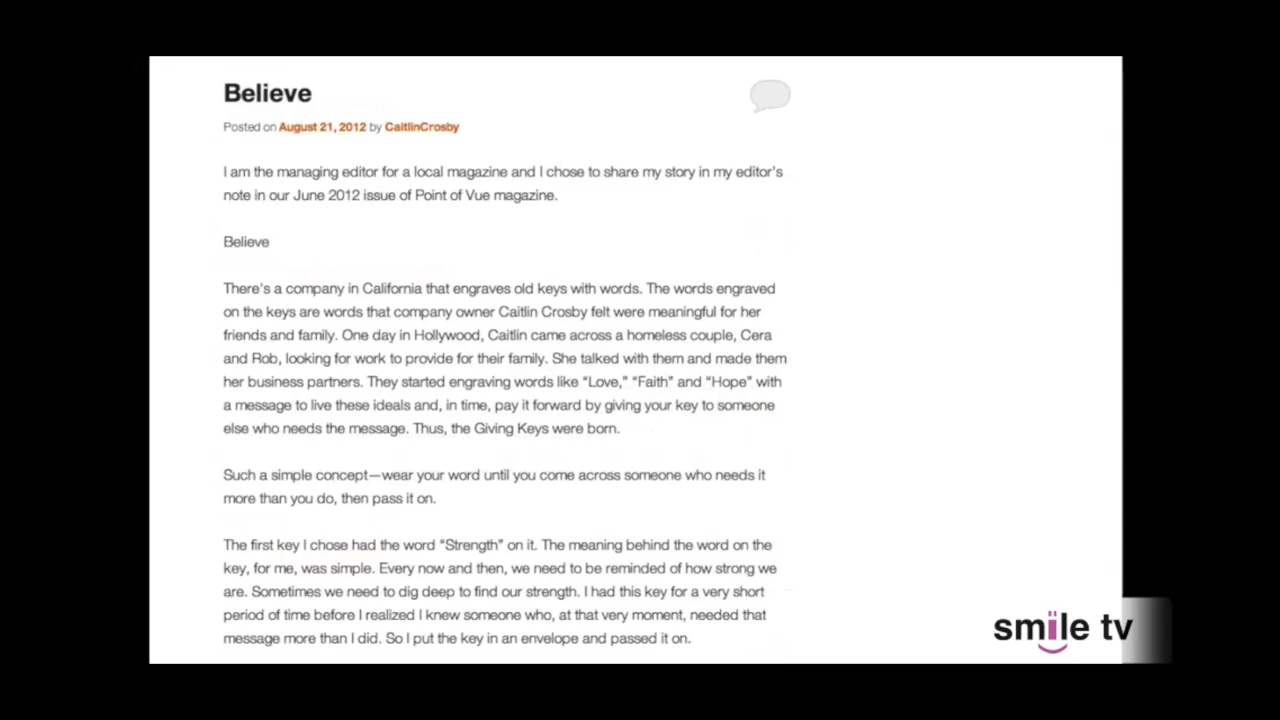 Believe
Posted on August 21, 2012 by CaitlinCrosby
I am the managing editor for a local magazine and I chose to share my story in my editor's
note in our June 2012 issue of Point of Vue magazine.
Believe
There's a company in California that engraves old keys with words. The words engraved
on the keys are words that company owner Caitlin Crosby felt were meaningful for her
friends and family. One day in Hollywood, Caitlin came across a homeless couple, Cera
and Rob, looking for work to provide for their family. She talked with them and made them
her business partners. They started engraving words like “Love,” “Faith” and “Hope” with
a message to live these ideals and, in time, pay it forward by giving your key to someone
else who needs the message. Thus, the Giving Keys were born.
Such a simple concept—wear your word until you come across someone who needs it
more than you do, then pass it on.
The first key I chose had the word “Strength” on it. The meaning behind the word on the
key, for me, was simple. Every now and then, we need to be reminded of how strong we
are. Sometimes we need to dig deep to find our strength. I had this key for a very short
period of time before I realized I knew someone who, at that very moment, needed that
message more than I did. So I put the key in an envelope and passed it on.
smile tv